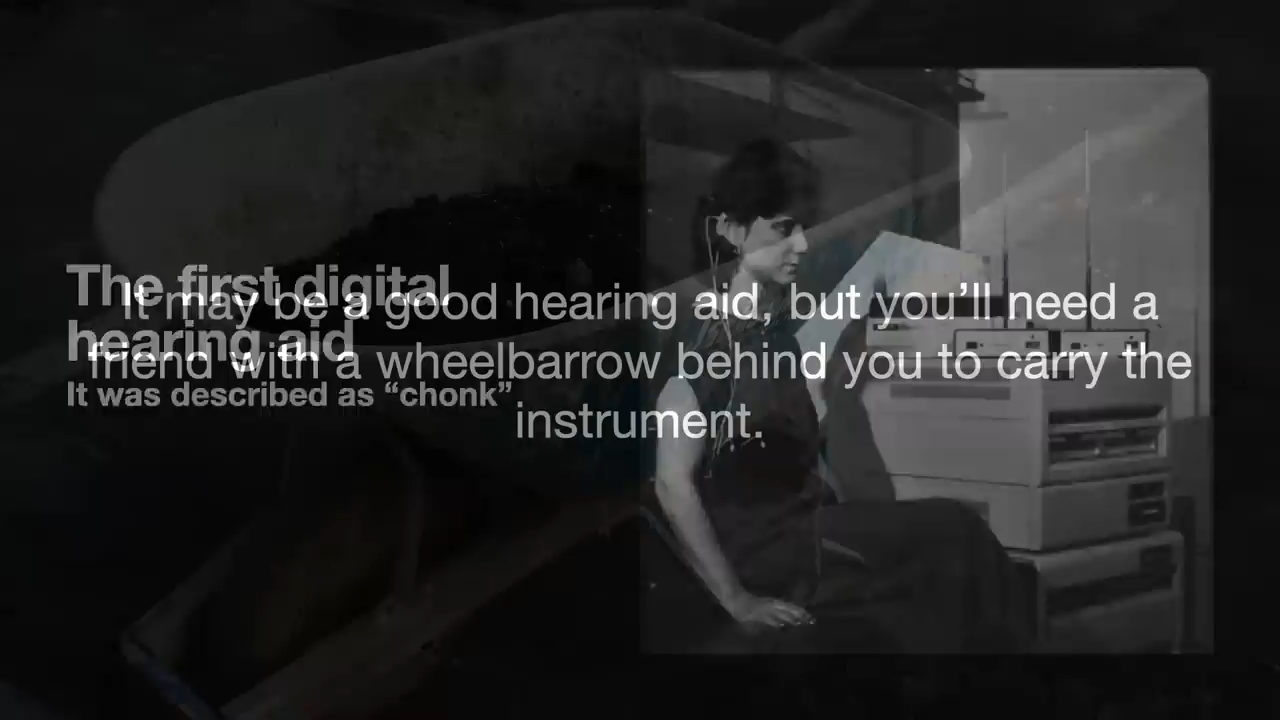 The first digital
hearing aid
It was described as “chonk”
It may be a good hearing aid, but you’ll need a
friend with a wheelbarrow behind you to carry the
instrument.